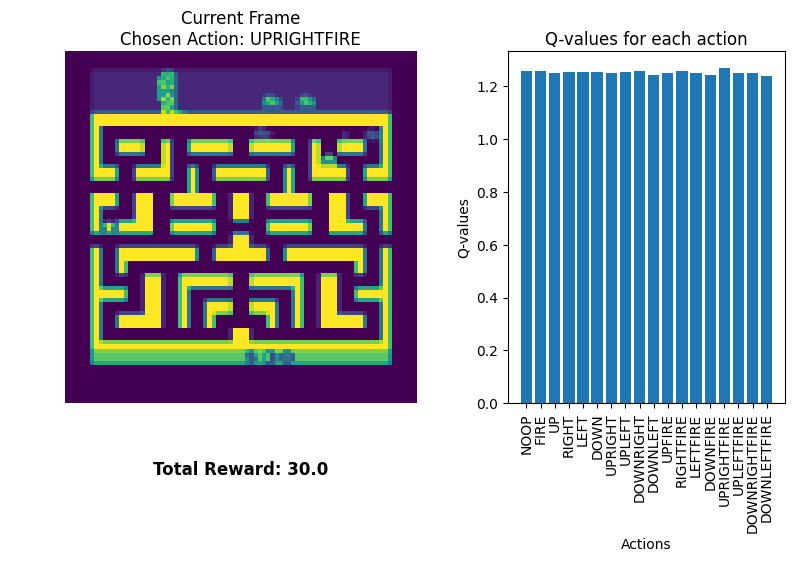 Current Frame
Chosen Action: UPRIGHTFIRE
Total Reward: 30.0
Q-values for each action
Q-values
1.2
1.0
0.8
0.6
0.4
0.2
0.0
NOOP
FIRE
UP
RIGHT
LEFT
DOWN
UPRIGHT
UPLEFT
DOWNRIGHT
DOWNLEFT
UPFIRE
RIGHTFIRE
LEFTFIRE
DOWNFIRE
UPRIGHTFIRE
UPLEFTFIRE
DOWNRIGHTFIRE
DOWNLEFTFIRE
Actions